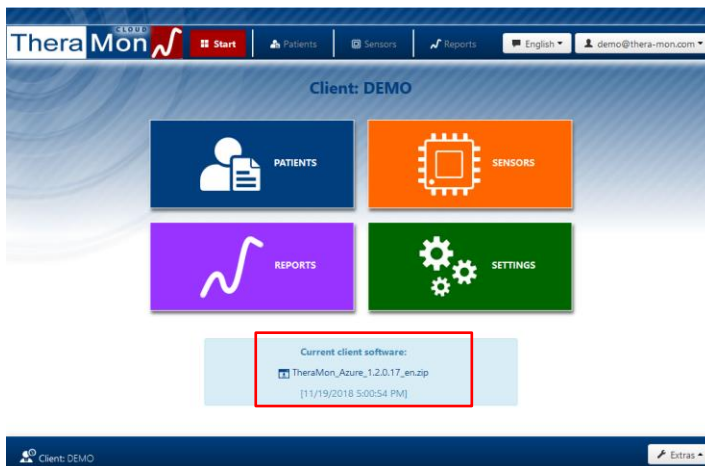 CLOUD
Thera Mon
Start
Patients
Sensors
Reports
English
demo@thera-mon.com
Client: DEMO
PATIENTS
SENSORS
REPORTS
SETTINGS
Current client software:
TheraMon_Azure_1.2.0.17_en.zip
[11/19/2018 5:00:54 PM]
Client: DEMO
Extras